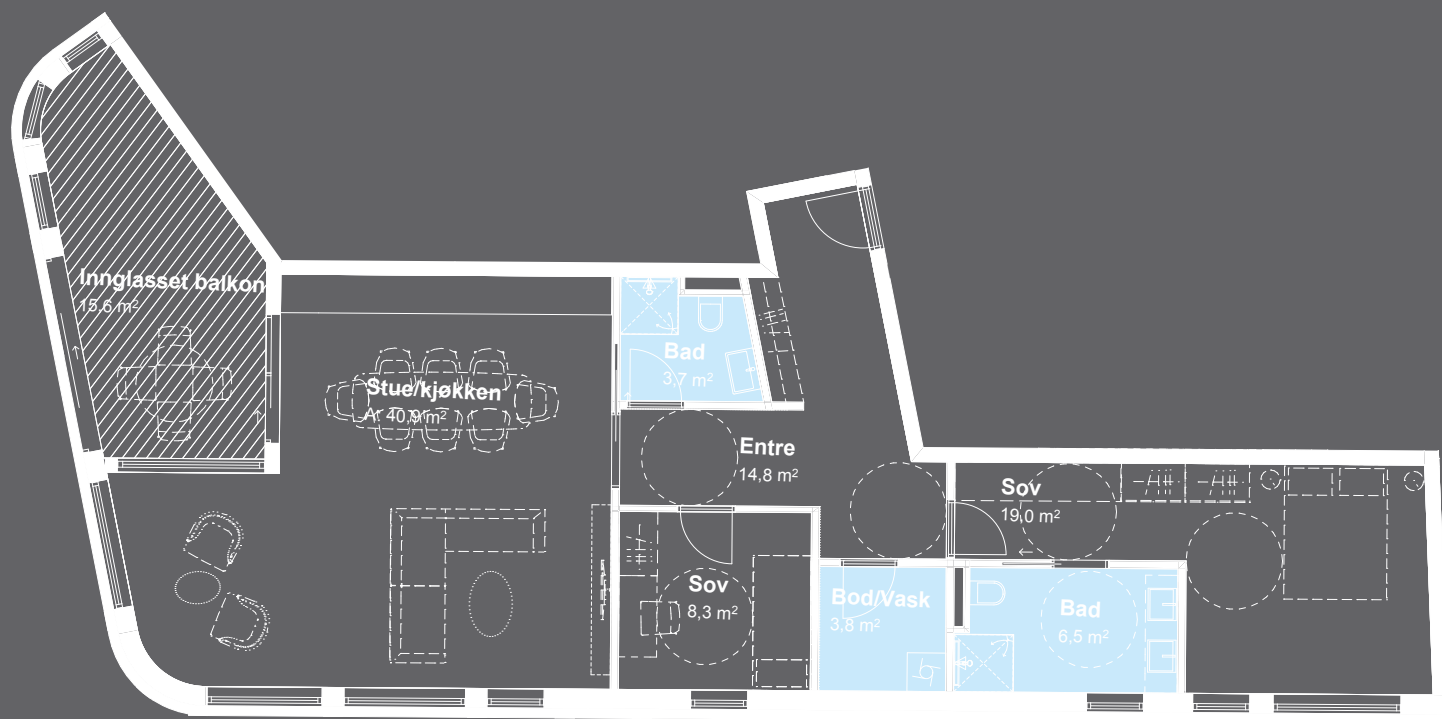 Innglasset balkon
15,6 m²
Stue/kjøkken
A: 40,9 m²
Bad
3,7 m²
Entre
14,8 m²
Sov
19,0 m²
Sov
8,3 m²
Bod/Vask
3,8 m²
Bad
6,5 m²